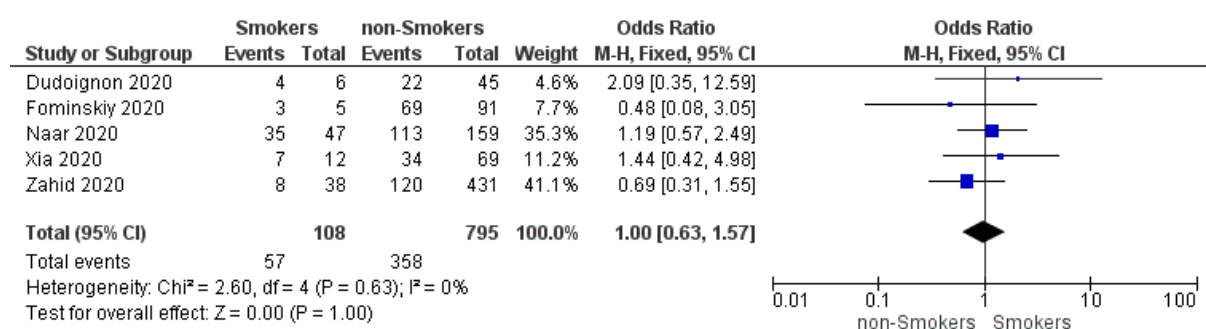 Smokers non-Smokers Odds Ratio Odds Ratio
Study or Subgroup Events Total Events Total Weight M-H, Fixed, 95% CI M-H, Fixed, 95% CI
Dudoignon 2020 4 6 22 45 4.6% 2.09 [0.35, 12.59]
Fominskiy 2020 3 5 69 91 7.7% 0.48 [0.08, 3.05]
Naar 2020 35 47 113 159 35.3% 1.19 [0.57, 2.49]
Xia 2020 7 12 34 69 11.2% 1.44 [0.42, 4.98]
Zahid 2020 8 38 120 431 41.1% 0.69 [0.31, 1.55]
Total (95% CI) 108 795 100.0% 1.00 [0.63, 1.57]
Total events 57 358
Heterogeneity: Chi² = 2.60, df = 4 (P = 0.63); I² = 0%
Test for overall effect: Z = 0.00 (P = 1.00)
0.01 0.1 1 10 100
non-Smokers Smokers